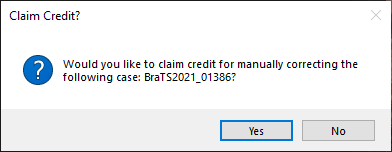 Claim Credit?
Would you like to claim credit for manually correcting the
following case: BraTS2021_01386?
Yes
No